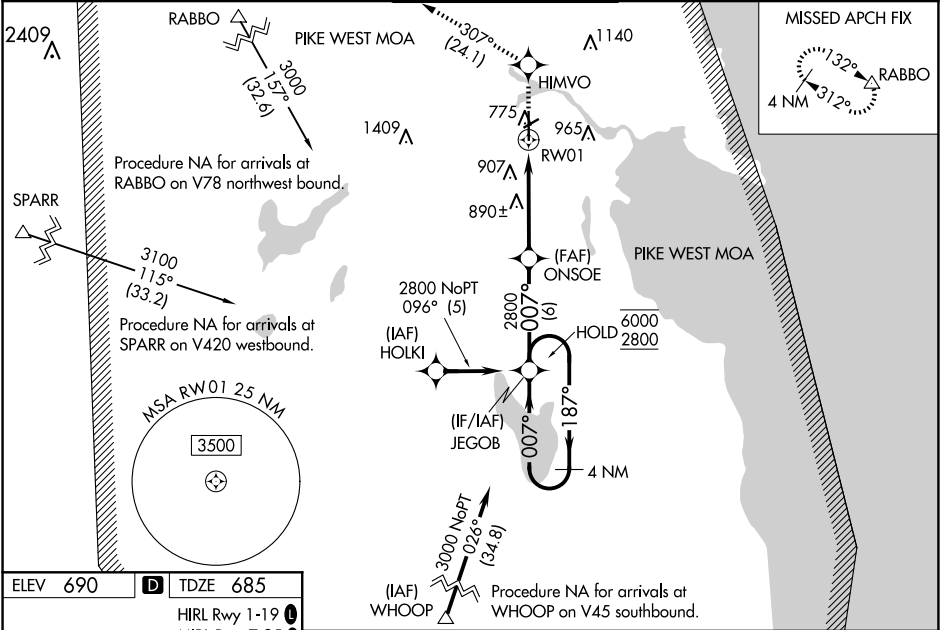 RABBO
2409
PIKE WEST MOA
307°
(24.1)
1140
MISSED APCH FIX
132°
RABBO
4 NM
312°
3000
157°
(32.6)
HIMVO
775
965
RW01
1409
907
890±
Procedure NA for arrivals at
RABBO on V78 northwest bound.
SPARR
3100
115°
(33.2)
Procedure NA for arrivals at
SPARR on V420 westbound.
(FAF)
ONSOE
PIKE WEST MOA
2800 NoPT
096° (5)
2800
007°
(6)
HOLD
6000
2800
(IAF)
HOLKI
(IF/IAF)
JEGOB
007°
187°
4 NM
MSA RW01 25 NM
3500
3000 NoPT
026°
(34.8)
(IAF)
WHOOP
Procedure NA for arrivals at
WHOOP on V45 southbound.
ELEV 690
D
TDZE 685
HIRL Rwy 1-19 L